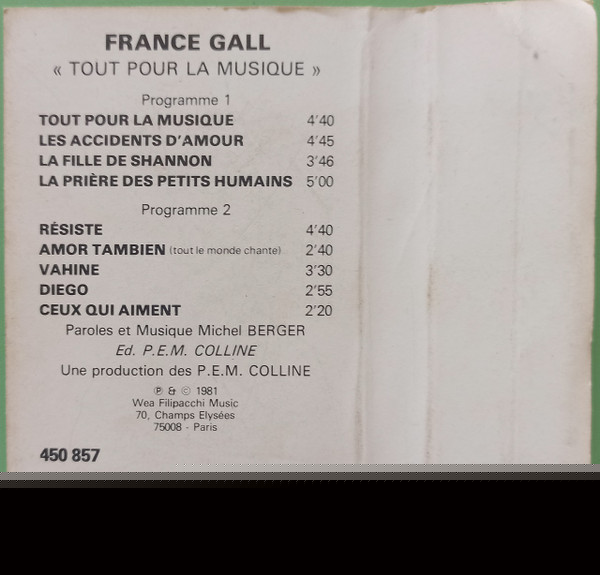 FRANCE GALL
« TOUT POUR LA MUSIQUE »
Programme 1
TOUT POUR LA MUSIQUE 4'40
LES ACCIDENTS D'AMOUR 4'45
LA FILLE DE SHANNON 3'46
LA PRIÈRE DES PETITS HUMAINS 5'00
Programme 2
RÉSISTE 4'40
AMOR TAMBIEN (tout le monde chante) 2'40
VAHINE 3'30
DIEGO 2'55
CEUX QUI AIMENT 2'20
Paroles et Musique Michel BERGER
Ed. P.E.M. COLLINE
Une production des P.E.M. COLLINE
℗ & © 1981
Wea Filipacchi Music
70, Champs Elysées
75008 - Paris
450 857